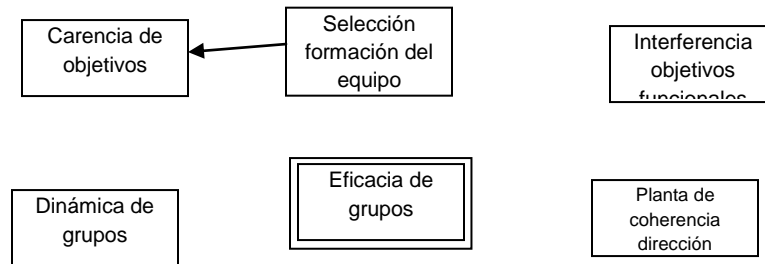 Carencia de
objetivos
Selección
formación del
equipo
Interferencia
objetivos
funcionales
Dinámica de
grupos
Eficacia de
grupos
Planta de
coherencia
dirección